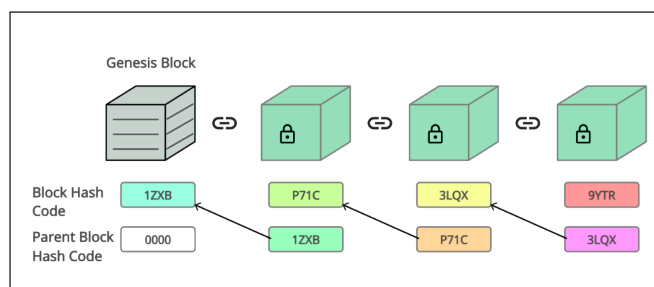 Genesis Block
Block Hash
Code
1ZXB
P71C
3LQX
9YTR
Parent Block
Hash Code
0000
1ZXB
P71C
3LQX